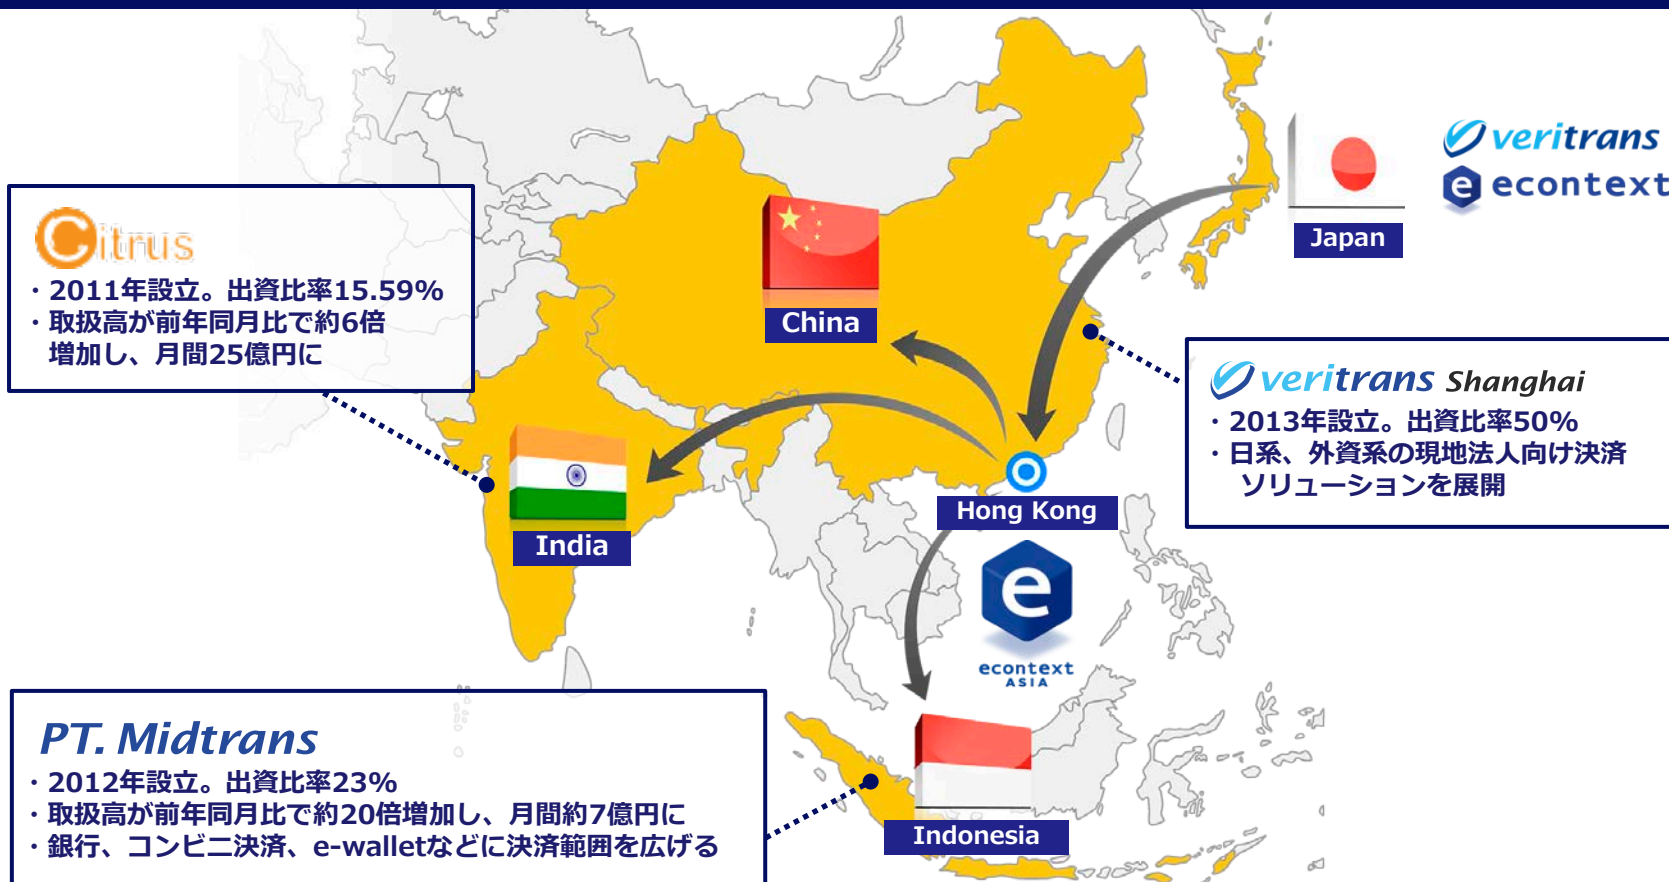 veritrans
e econtext
Japan
Citrus
・2011年設立。出資比率15.59%
・取扱高が前年同月比で約6倍
増加し、月間25億円に
China
veritrans Shanghai
・2013年設立。出資比率50%
・日系、外資系の現地法人向け決済
ソリューションを展開
Hong Kong
India
e
econtext
ASIA
PT. Midtrans
・2012年設立。出資比率23%
・取扱高が前年同月比で約20倍増加し、月間約7億円に
・銀行、コンビニ決済、e-walletなどに決済範囲を広げる
Indonesia